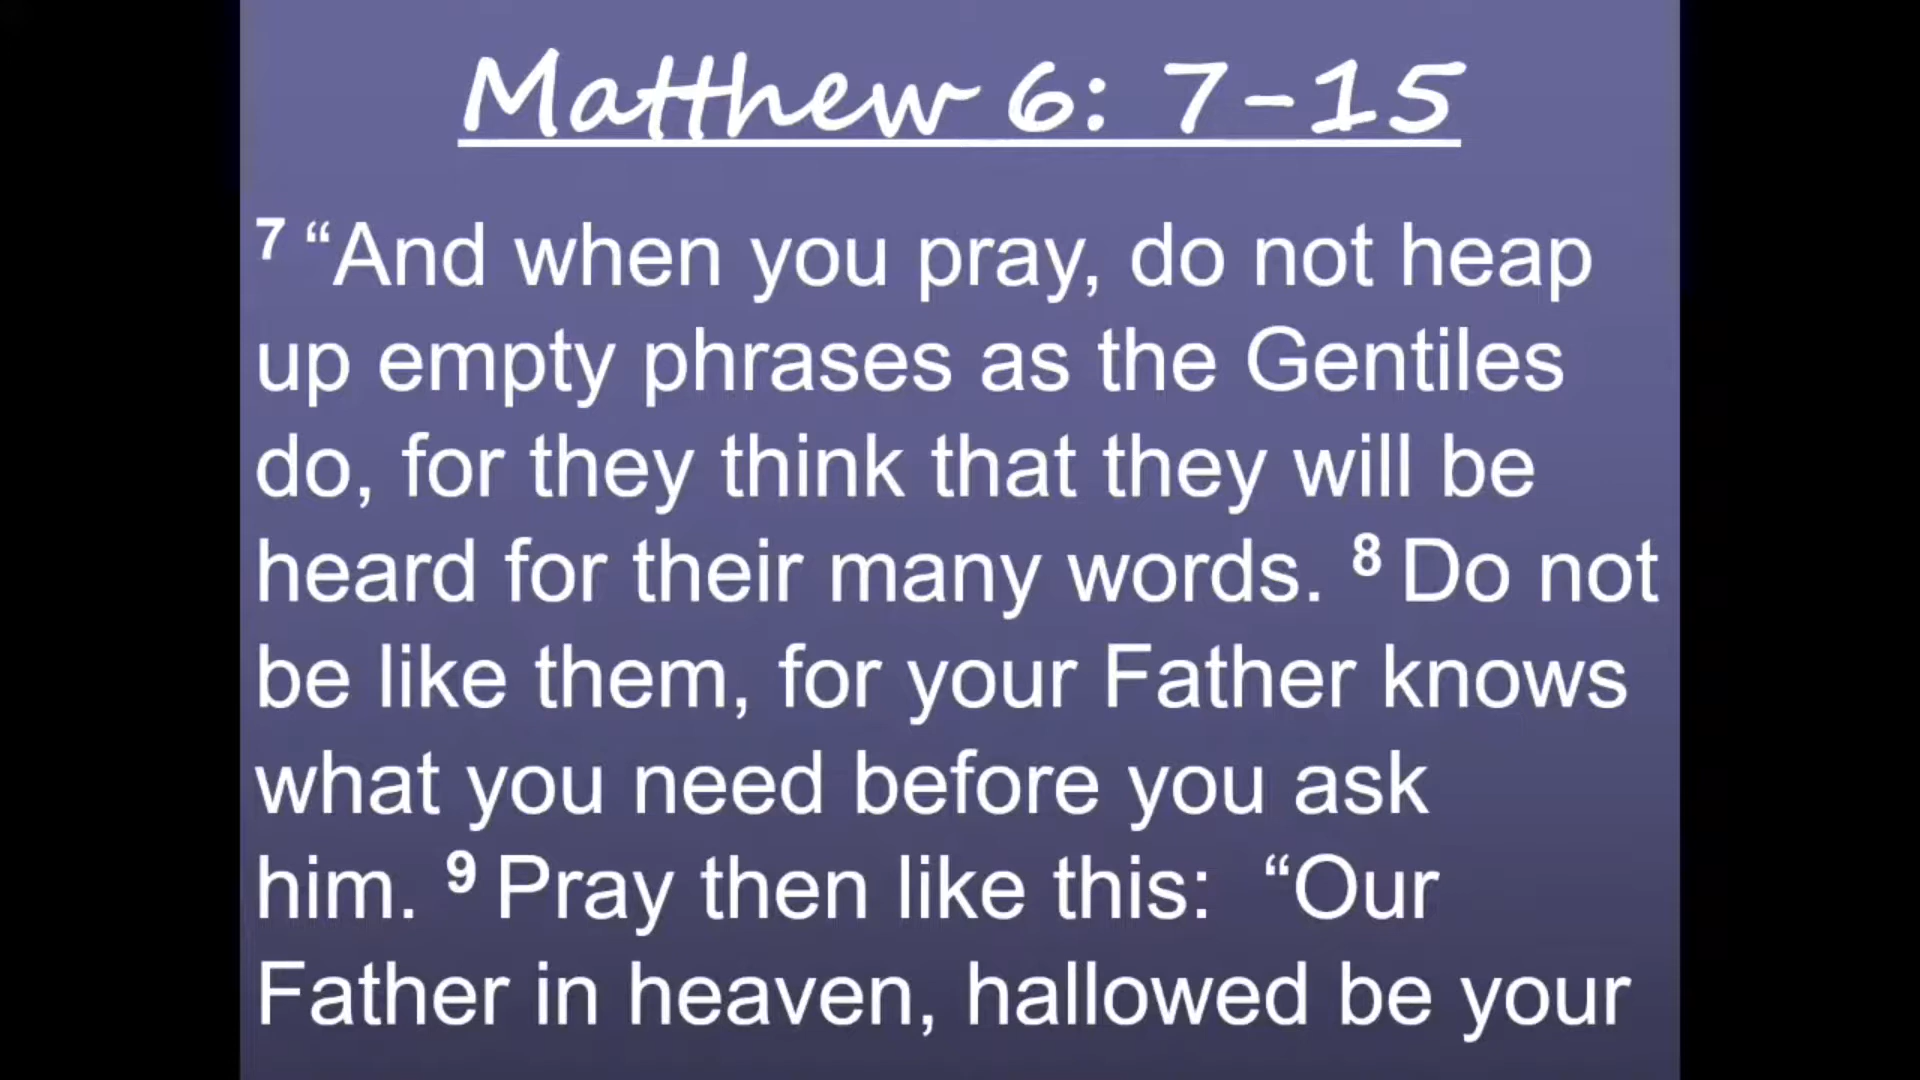 Matthew 6: 7-15
7 “And when you pray, do not heap
up empty phrases as the Gentiles
do, for they think that they will be
heard for their many words. 8 Do not
be like them, for your Father knows
what you need before you ask
him. 9 Pray then like this:  “Our
Father in heaven, hallowed be your